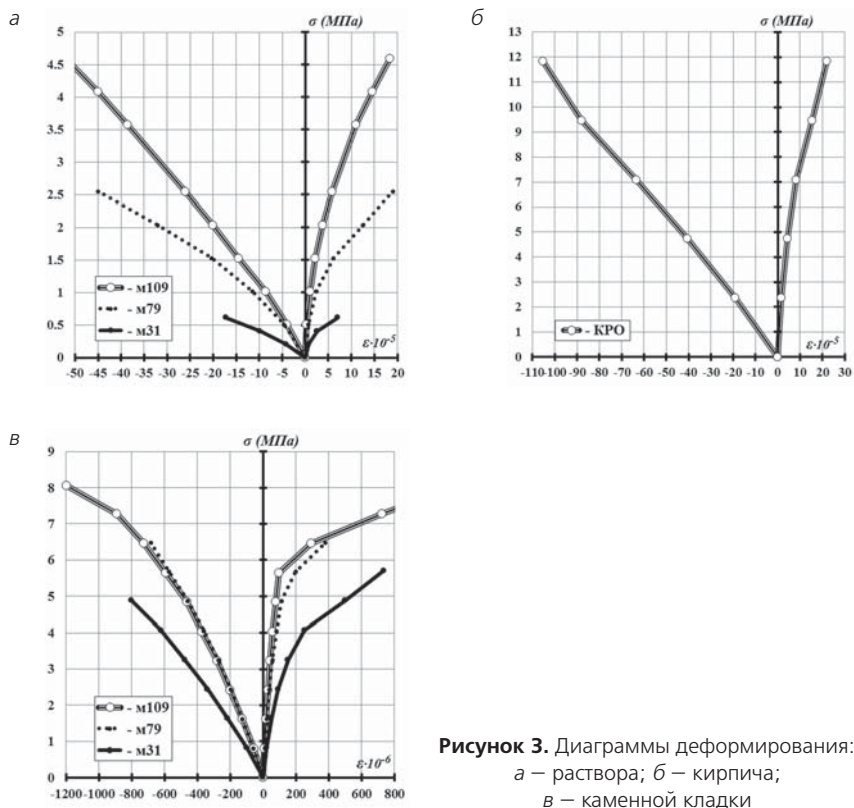 а
σ (МПа)
5
4.5
4
3.5
3
2.5
2
1.5
1
0.5
0
- м109
- м79
- м31
ε·10⁻⁵
-50 -45 -40 -35 -30 -25 -20 -15 -10 -5 0 5 10 15 20
б
σ (МПа)
13
12
11
10
9
8
7
6
5
4
3
2
1
0
- КРО
ε·10⁻⁵
-110 -100 -90 -80 -70 -60 -50 -40 -30 -20 -10 0 10 20 30
в
σ (МПа)
9
8
7
6
5
4
3
2
1
0
- м109
- м79
- м31
ε·10⁻⁶
-1200 -1000 -800 -600 -400 -200 0 200 400 600 800
Рисунок 3. Диаграммы деформирования:
а – раствора; б – кирпича;
в – каменной кладки